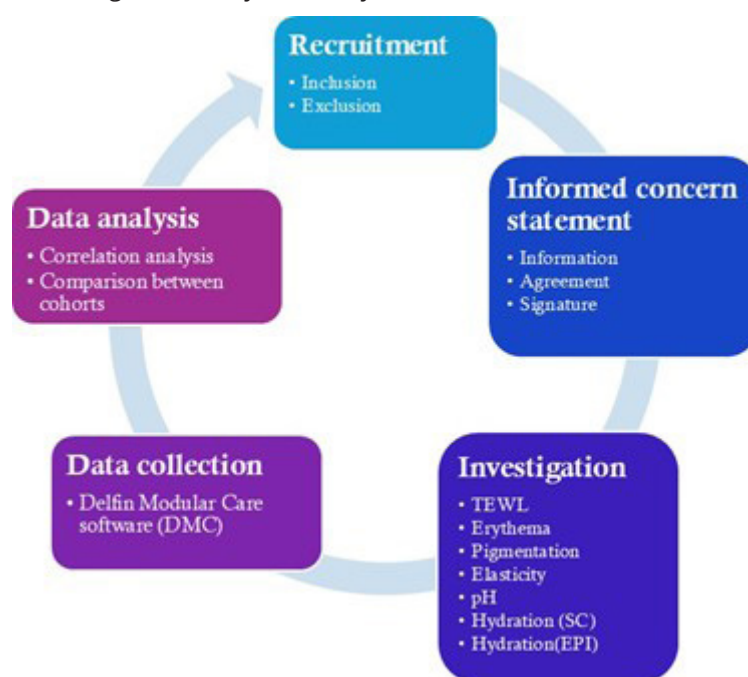 Recruitment
• Inclusion
• Exclusion
Informed concern
statement
• Information
• Agreement
• Signature
Investigation
• TEWL
• Erythema
• Pigmentation
• Elasticity
• pH
• Hydration (SC)
• Hydration(EPI)
Data collection
• Delfin Modular Care
software (DMC)
Data analysis
• Correlation analysis
• Comparison between
cohorts